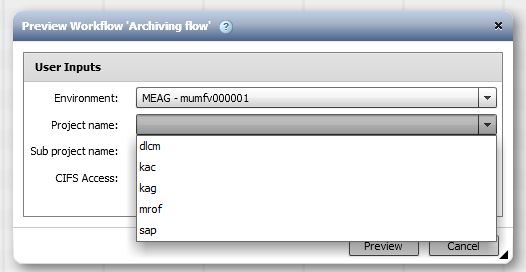 Preview Workflow 'Archiving flow' ?
User Inputs
Environment: MEAG - mumfv000001
Project name:
dlcm
kac
kag
mrof
sap
Sub project name:
CIFS Access:
Preview Cancel